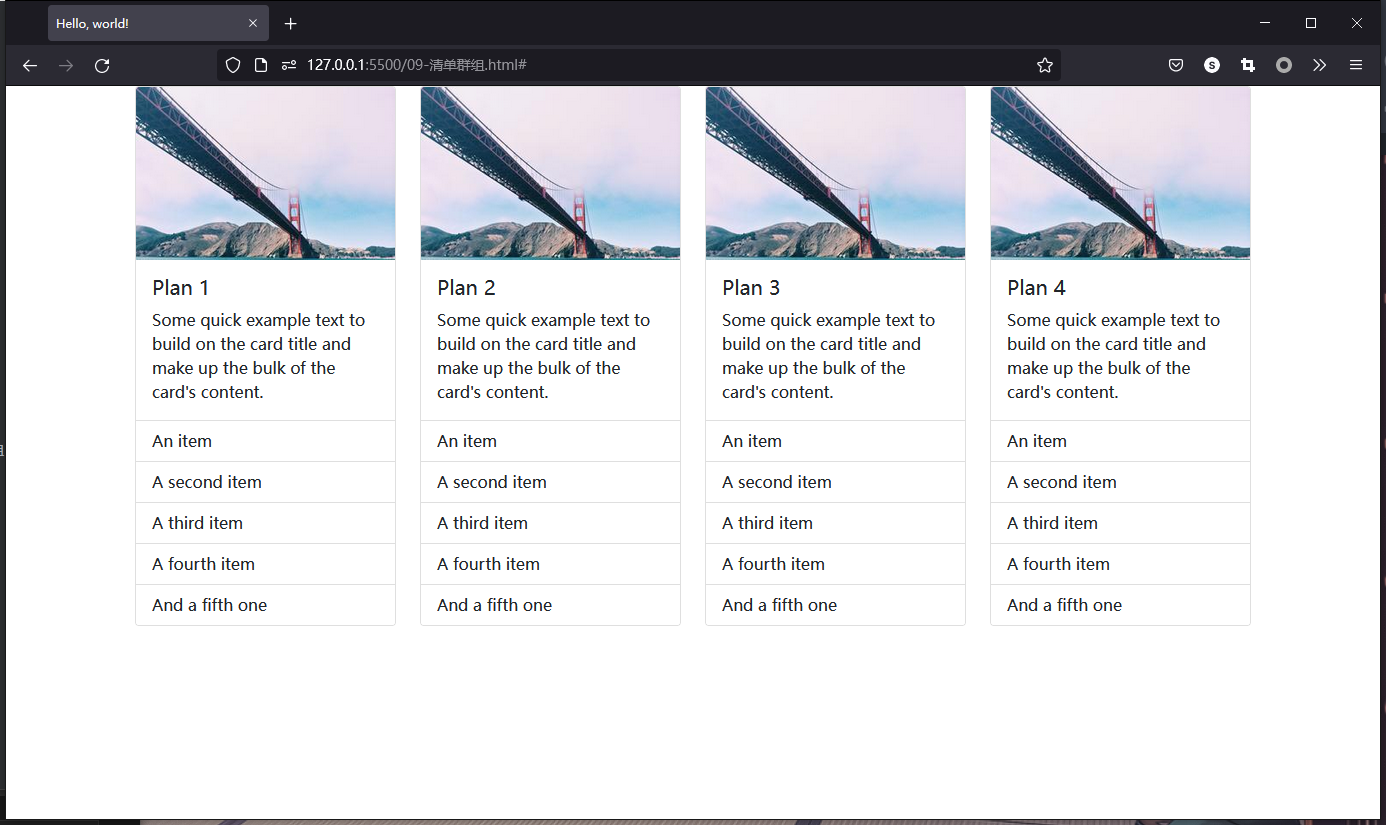 Hello, world!
127.0.0.1:5500/09-清单群组.html#
S
Plan 1
Some quick example text to
build on the card title and
make up the bulk of the
card's content.
An item
A second item
A third item
A fourth item
And a fifth one
Plan 2
Some quick example text to
build on the card title and
make up the bulk of the
card's content.
An item
A second item
A third item
A fourth item
And a fifth one
Plan 3
Some quick example text to
build on the card title and
make up the bulk of the
card's content.
An item
A second item
A third item
A fourth item
And a fifth one
Plan 4
Some quick example text to
build on the card title and
make up the bulk of the
card's content.
An item
A second item
A third item
A fourth item
And a fifth one